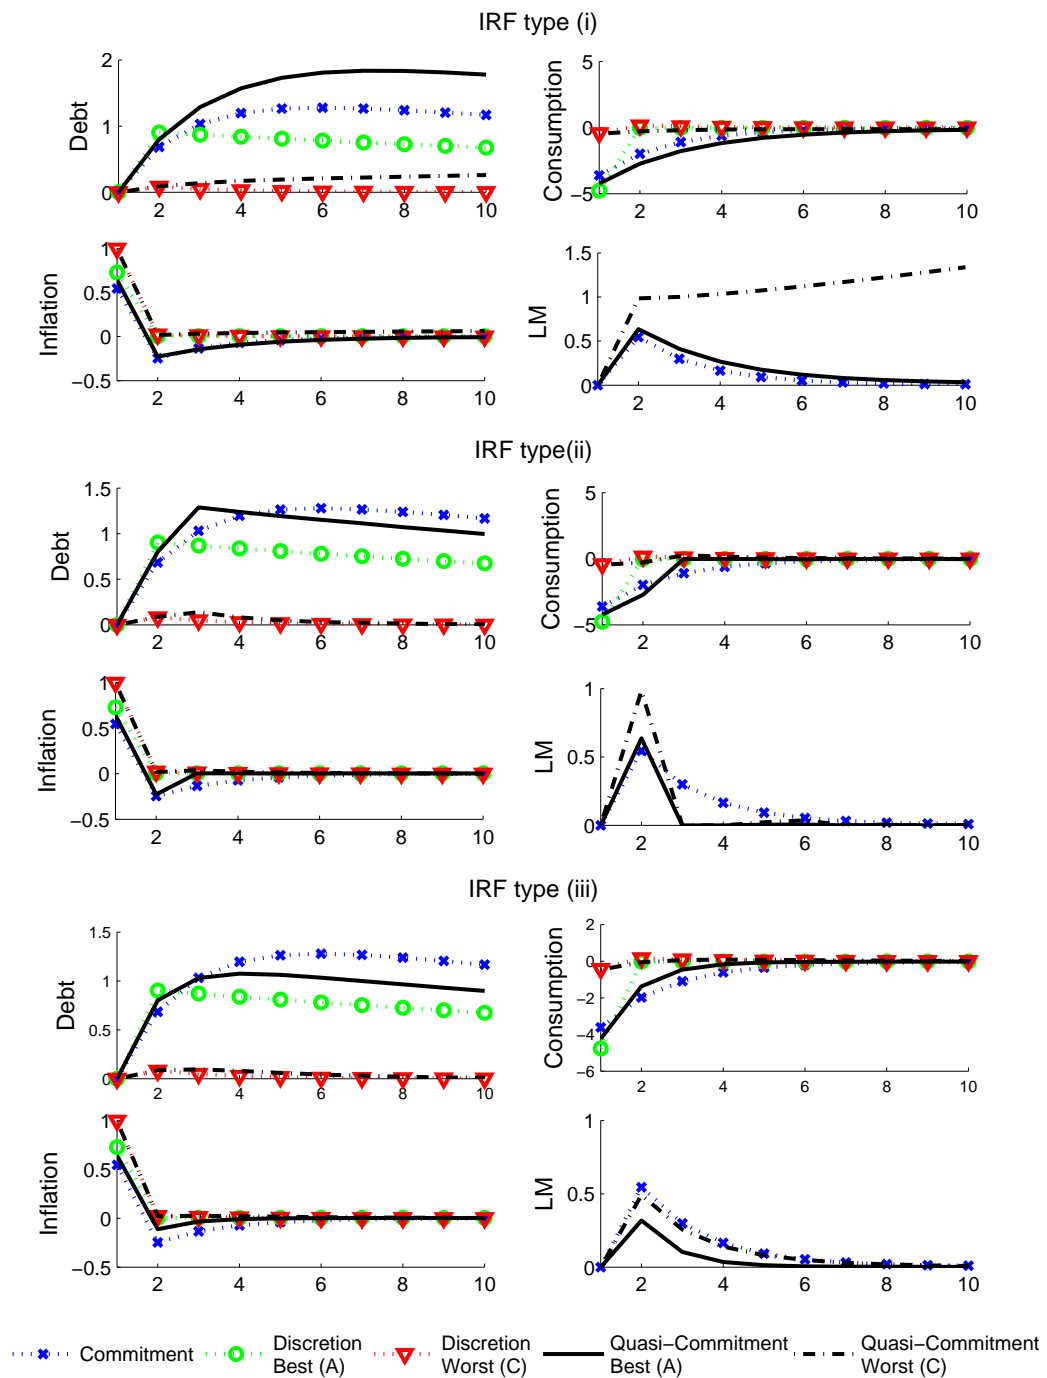 IRF type (i)
Debt
2
1
0
2 4 6 8 10
Consumption
5
0
−5
2 4 6 8 10
Inflation
1
0.5
0
−0.5
2 4 6 8 10
LM
1.5
1
0.5
0
2 4 6 8 10
IRF type(ii)
Debt
1.5
1
0.5
0
2 4 6 8 10
Consumption
5
0
−5
2 4 6 8 10
Inflation
1
0.5
0
−0.5
2 4 6 8 10
LM
1
0.5
0
2 4 6 8 10
IRF type (iii)
Debt
1.5
1
0.5
0
2 4 6 8 10
Consumption
2
0
−2
−4
−6
2 4 6 8 10
Inflation
1
0.5
0
−0.5
2 4 6 8 10
LM
1
0.5
0
2 4 6 8 10
Commitment
Discretion
Best (A)
Discretion
Worst (C)
Quasi−Commitment
Best (A)
Quasi−Commitment
Worst (C)